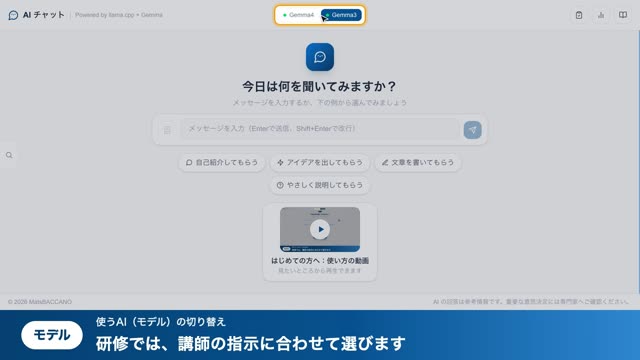 AI チャット
Powered by llama.cpp + Gemma
Gemma4
Gemma3
今日は何を聞いてみますか？
メッセージを入力するか、下の例から選んでみましょう
メッセージを入力（Enterで送信、Shift+Enterで改行）
自己紹介してもらう
アイデアを出してもらう
文章を書いてもらう
やさしく説明してもらう
はじめての方へ：使い方の動画
見たいところから再生できます
AI の回答は参考情報です。重要な意思決定には専門家へご確認ください。
モデル
使うAI（モデル）の切り替え
研修では、講師の指示に合わせて選びます